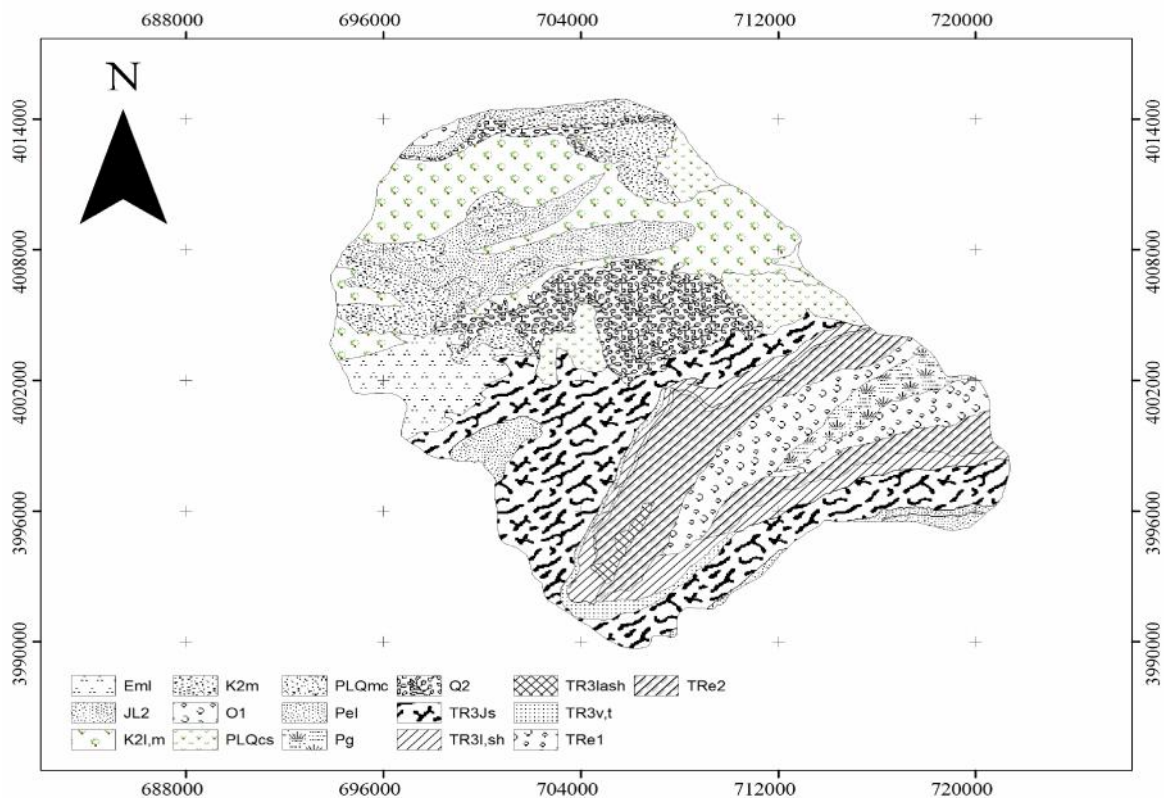 688000 696000 704000 712000 720000
N
4014000 4014000
4008000 4008000
4002000 4002000
3996000 3996000
3990000 3990000
Eml K2m PLQmc Q2 TR3lash TRe2
JL2 O1 Pel TR3Js TR3v,t
K2l,m PLQcs Pg TR3l,sh TRe1
688000 696000 704000 712000 720000